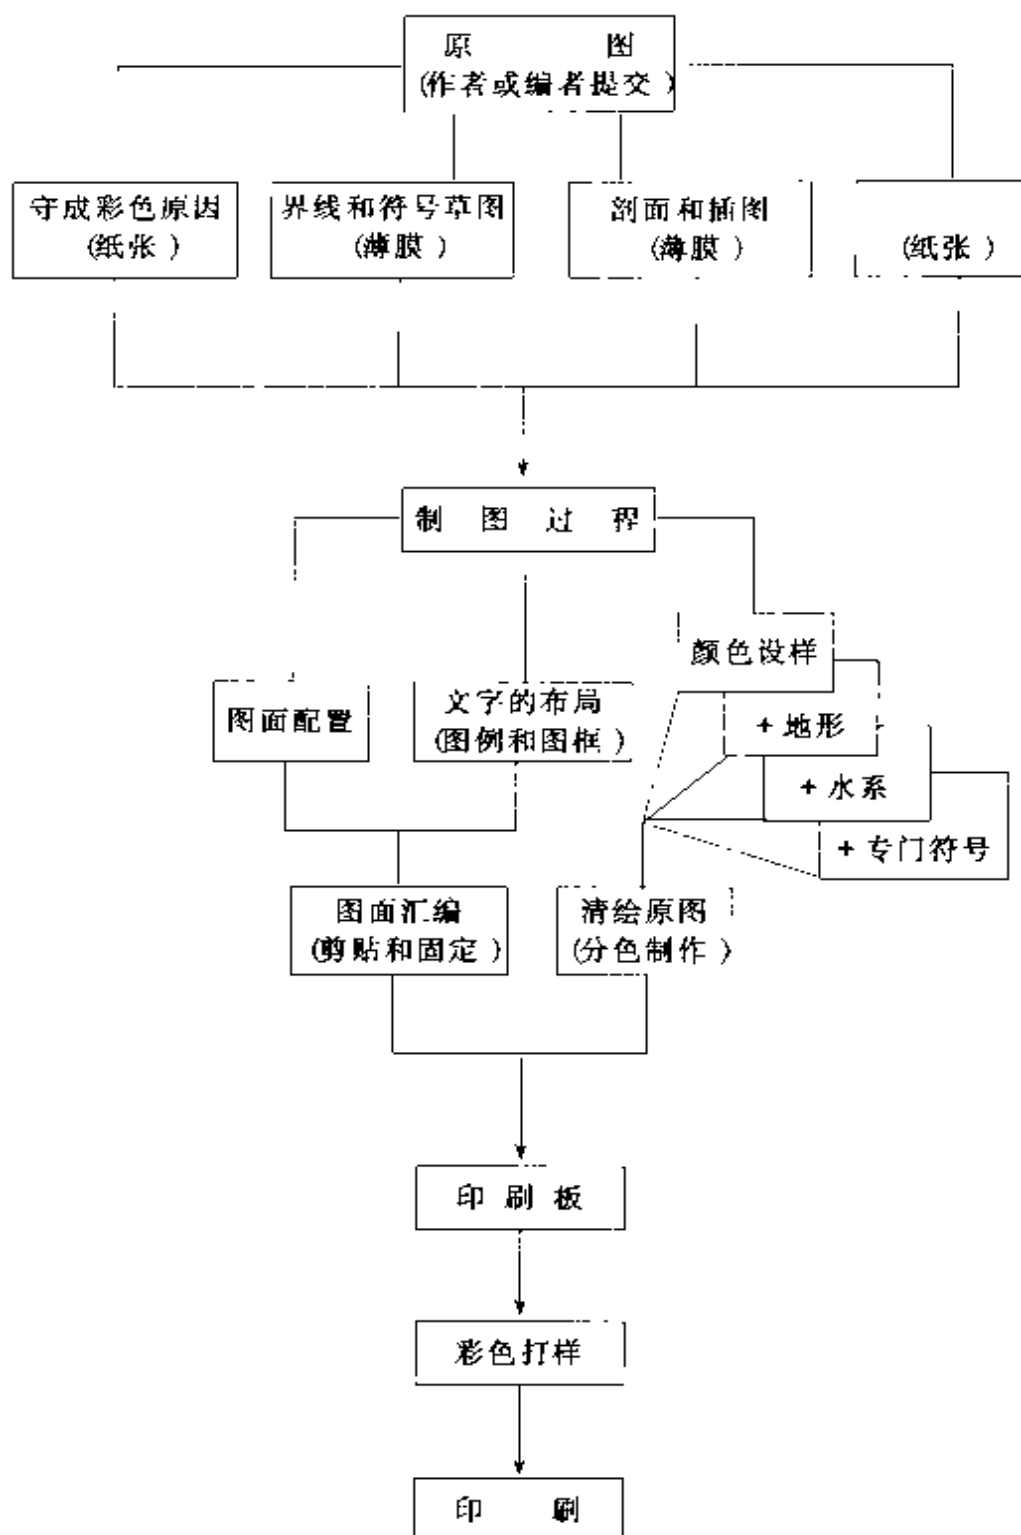 原 图
(作者或编者提交)
守成彩色原因
(纸张)
界线和符号草图
(薄膜)
剖面和插图
(薄膜)
(纸张)
制 图 过 程
颜色设样
图面配置
文字的布局
(图例和图框)
+ 地形
+ 水系
+ 专门符号
图面汇编
(剪贴和固定)
清绘原图
(分色制作)
印 刷 板
彩色打样
印 刷